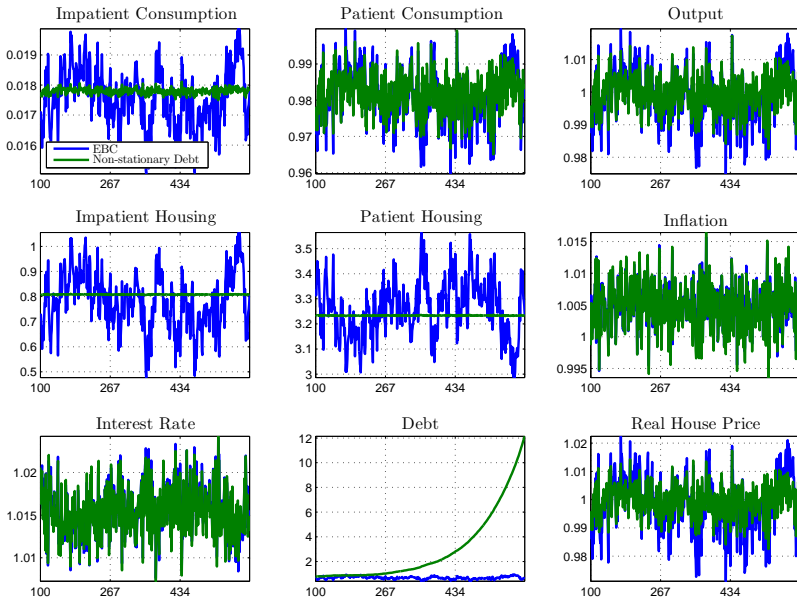 Impatient Consumption
0.019
0.018
0.017
0.016
EBC
Non-stationary Debt
100 267 434
Patient Consumption
0.99
0.98
0.97
0.96
100 267 434
Output
1.01
1
0.99
0.98
100 267 434
Impatient Housing
1
0.9
0.8
0.7
0.6
0.5
100 267 434
Patient Housing
3.5
3.4
3.3
3.2
3.1
3
100 267 434
Inflation
1.015
1.01
1.005
1
0.995
100 267 434
Interest Rate
1.02
1.015
1.01
100 267 434
Debt
12
10
8
6
4
2
100 267 434
Real House Price
1.02
1.01
1
0.99
0.98
100 267 434